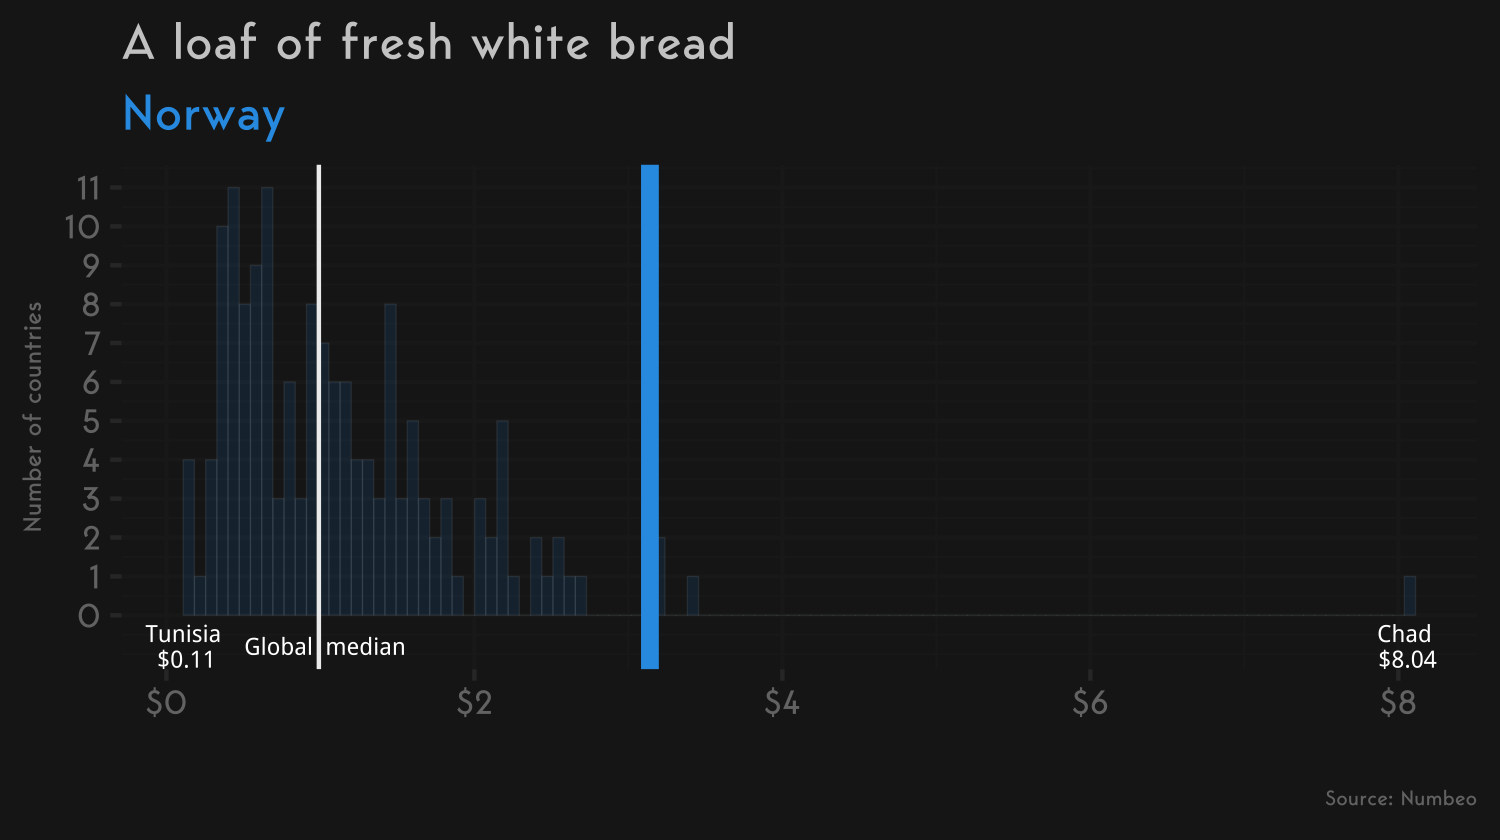 A loaf of fresh white bread
Norway
Number of countries
11
10
9
8
7
6
5
4
3
2
1
0
Tunisia
$0.11
Global median
Chad
$8.04
$0 $2 $4 $6 $8
Source: Numbeo